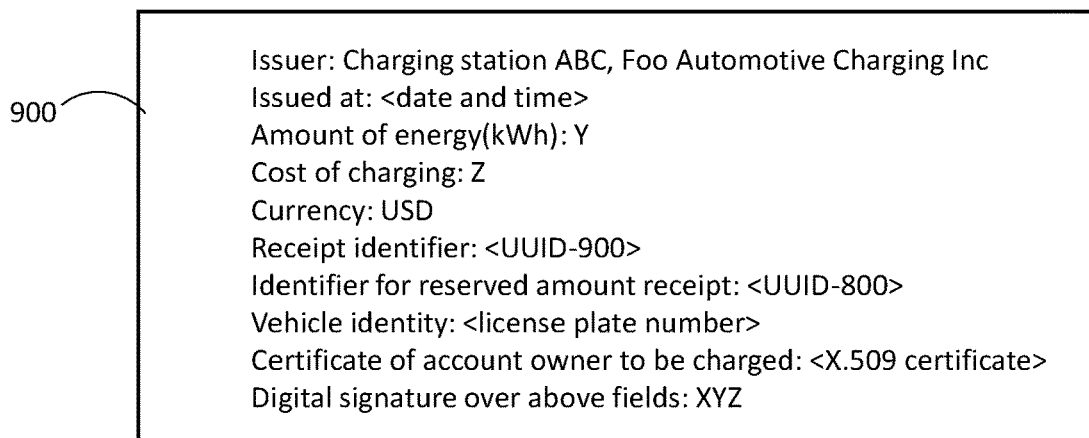 Issuer: Charging station ABC, Foo Automotive Charging Inc
900
Issued at: <date and time>
Amount of energy(kWh): Y
Cost of charging: Z
Currency: USD
Receipt identifier: <UUID-900>
Identifier for reserved amount receipt: <UUID-800>
Vehicle identity: <license plate number>
Certificate of account owner to be charged: <X.509 certificate>
Digital signature over above fields: XYZ